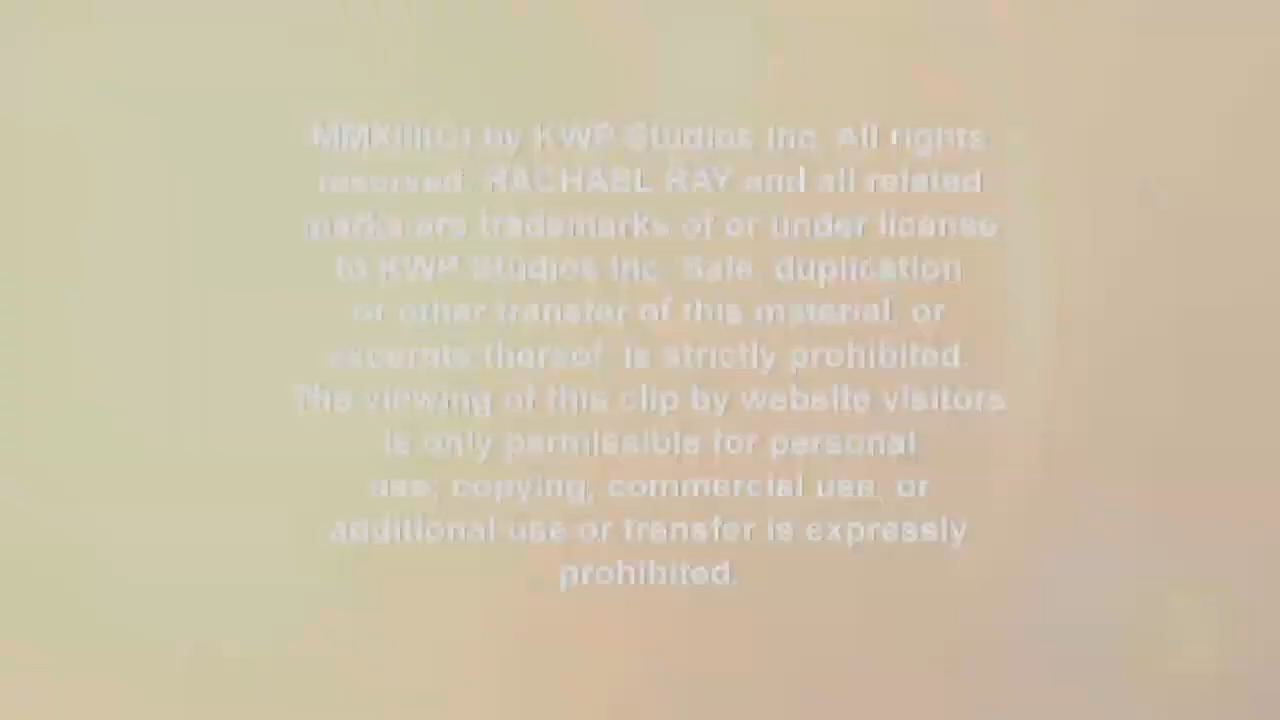 by KWP Studios Inc. All rights
reserved. RACHAEL RAY and all related
marks are trademarks of or under license
to KWP Studios Inc. Sale, duplication
or other transfer of this material, or
excerpts thereof, is strictly prohibited.
The viewing of this clip by website visitors
is only permissible for personal
use; copying, commercial use, or
additional use or transfer is expressly
prohibited.